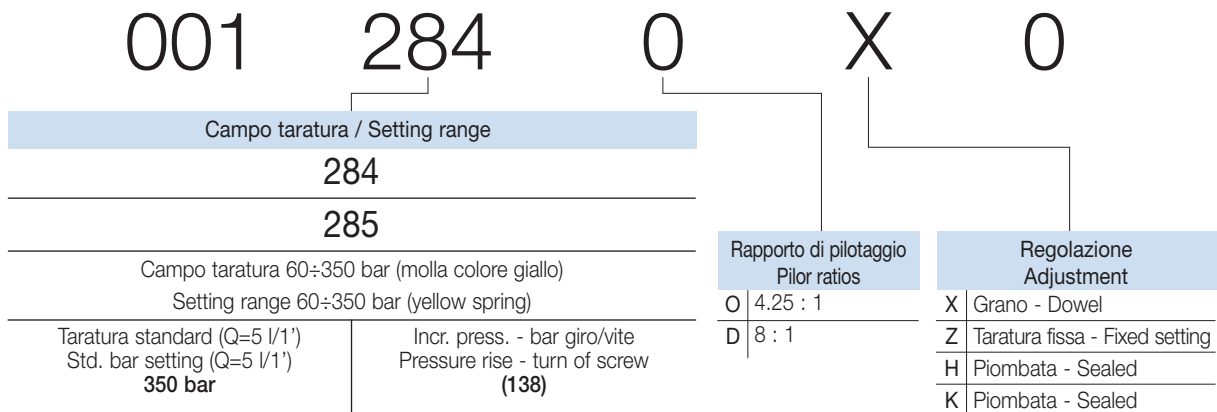 001 284 0 X 0
Campo taratura / Setting range
284
285
Campo taratura 60÷350 bar (molla colore giallo)
Setting range 60÷350 bar (yellow spring)
Taratura standard (Q=5 l/1')
Std. bar setting (Q=5 l/1')
350 bar
Incr. press. - bar giro/vite
Pressure rise - turn of screw
(138)
Rapporto di pilotaggio
Pilor ratios
O 4.25 : 1
D 8 : 1
Regolazione
Adjustment
X Grano - Dowel
Z Taratura fissa - Fixed setting
H Piombata - Sealed
K Piombata - Sealed